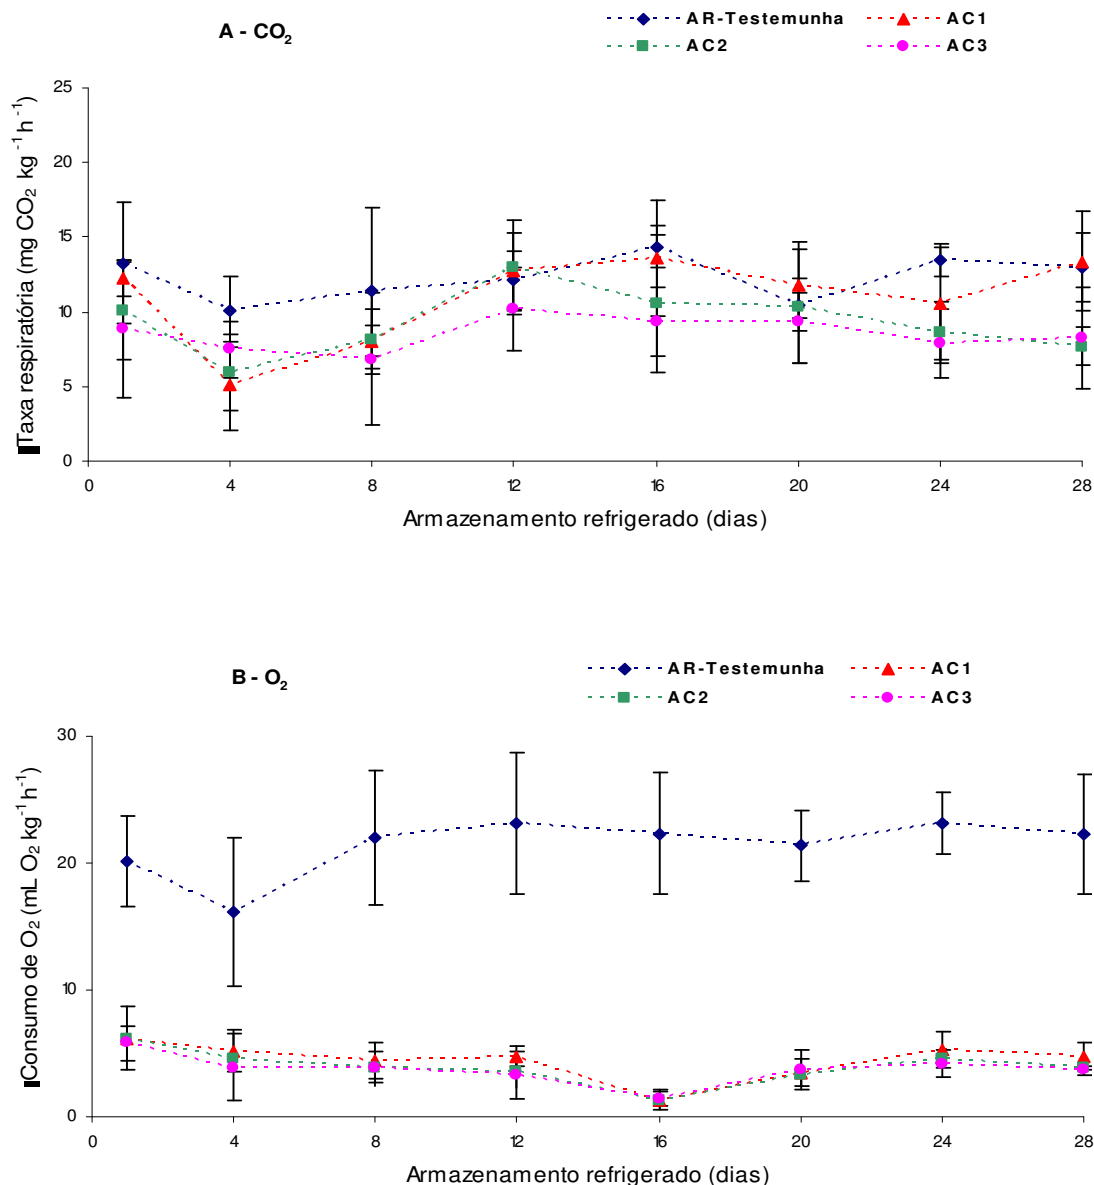 A - CO₂
AR-Testemunha AC1
AC2 AC3
Taxa respiratória (mg CO₂ kg⁻¹ h⁻¹)
25
20
15
10
5
0
0 4 8 12 16 20 24 28
Armazenamento refrigerado (dias)
B - O₂
AR-Testemunha AC1
AC2 AC3
Consumo de O₂ (mL O₂ kg⁻¹ h⁻¹)
30
20
10
0
0 4 8 12 16 20 24 28
Armazenamento refrigerado (dias)